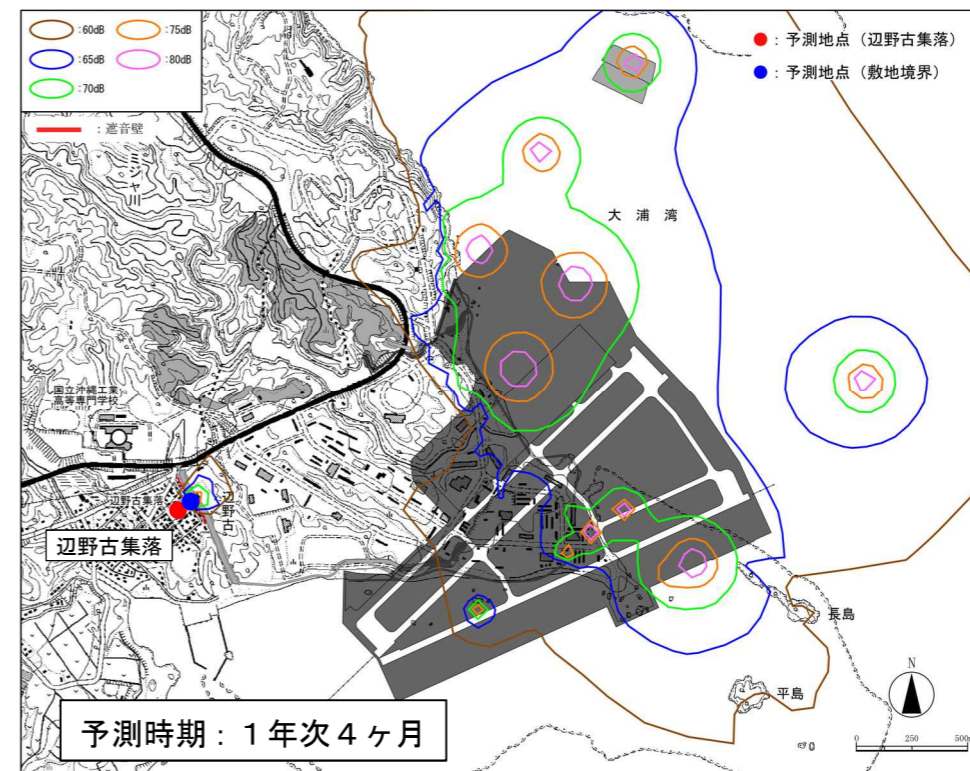 :60dB
:75dB
:65dB
:80dB
:70dB
:遮音壁
:予測地点（辺野古集落）
:予測地点（敷地境界）
ミジャ川
大浦湾
国立沖縄工業
高等専門学校
辺野古集落
辺野古
辺野古集落
長島
平島
N
0 250 500m
予測時期：１年次４ヶ月